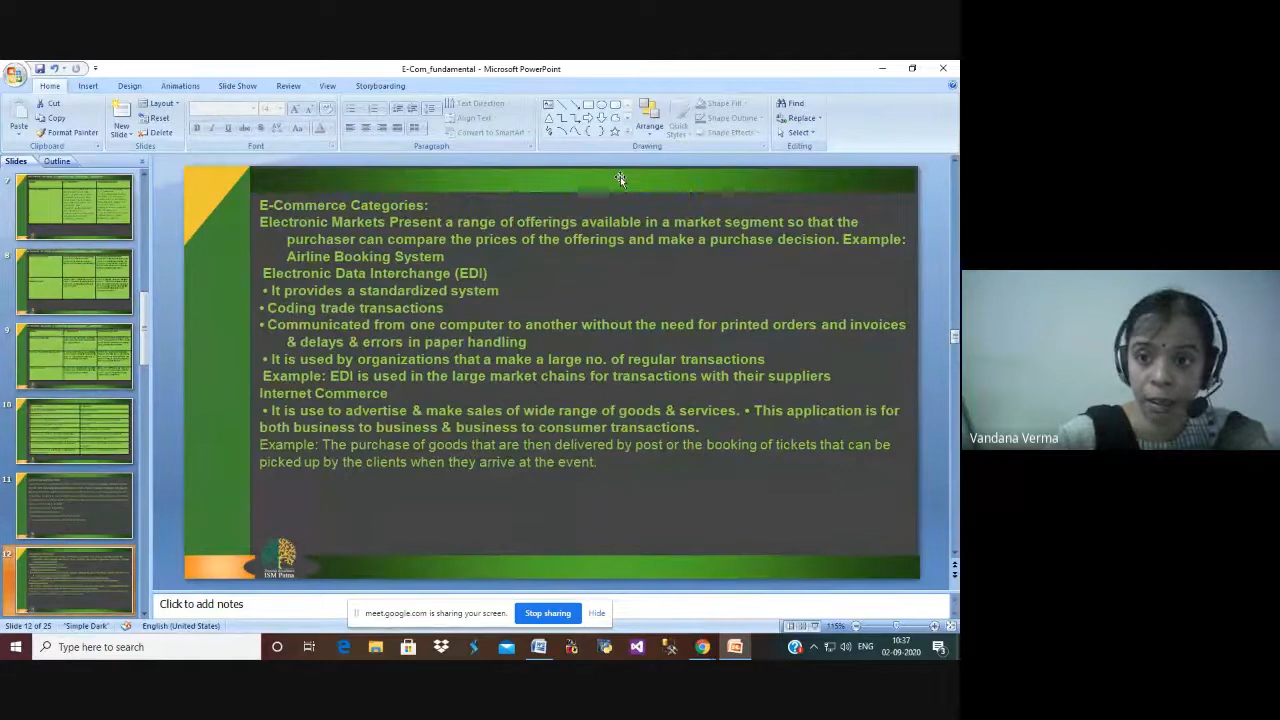 E-Com_fundamental - Microsoft PowerPoint
Home Insert Design Animations Slide Show Review View Storyboarding
Paste
Cut
Copy
Format Painter
Clipboard
New Slide
Layout
Reset
Delete
Slides
Font
Text Direction
Align Text
Convert to SmartArt
Paragraph
Arrange
Quick Styles
Shape Fill
Shape Outline
Shape Effects
Drawing
Find
Replace
Select
Editing
Slides Outline
7
8
9
10
11
12
E-Commerce Categories:
Electronic Markets Present a range of offerings available in a market segment so that the
purchaser can compare the prices of the offerings and make a purchase decision. Example:
Airline Booking System
Electronic Data Interchange (EDI)
• It provides a standardized system
• Coding trade transactions
• Communicated from one computer to another without the need for printed orders and invoices
& delays & errors in paper handling
• It is used by organizations that a make a large no. of regular transactions
Example: EDI is used in the large market chains for transactions with their suppliers
Internet Commerce
• It is use to advertise & make sales of wide range of goods & services. • This application is for
both business to business & business to consumer transactions.
Example: The purchase of goods that are then delivered by post or the booking of tickets that can be
picked up by the clients when they arrive at the event.
ISM Patna
Vandana Verma
Click to add notes
meet.google.com is sharing your screen.
Stop sharing
Hide
Slide 12 of 25 "Simple Dark" English (United States)
115%
Type here to search
ENG
10:37
02-09-2020